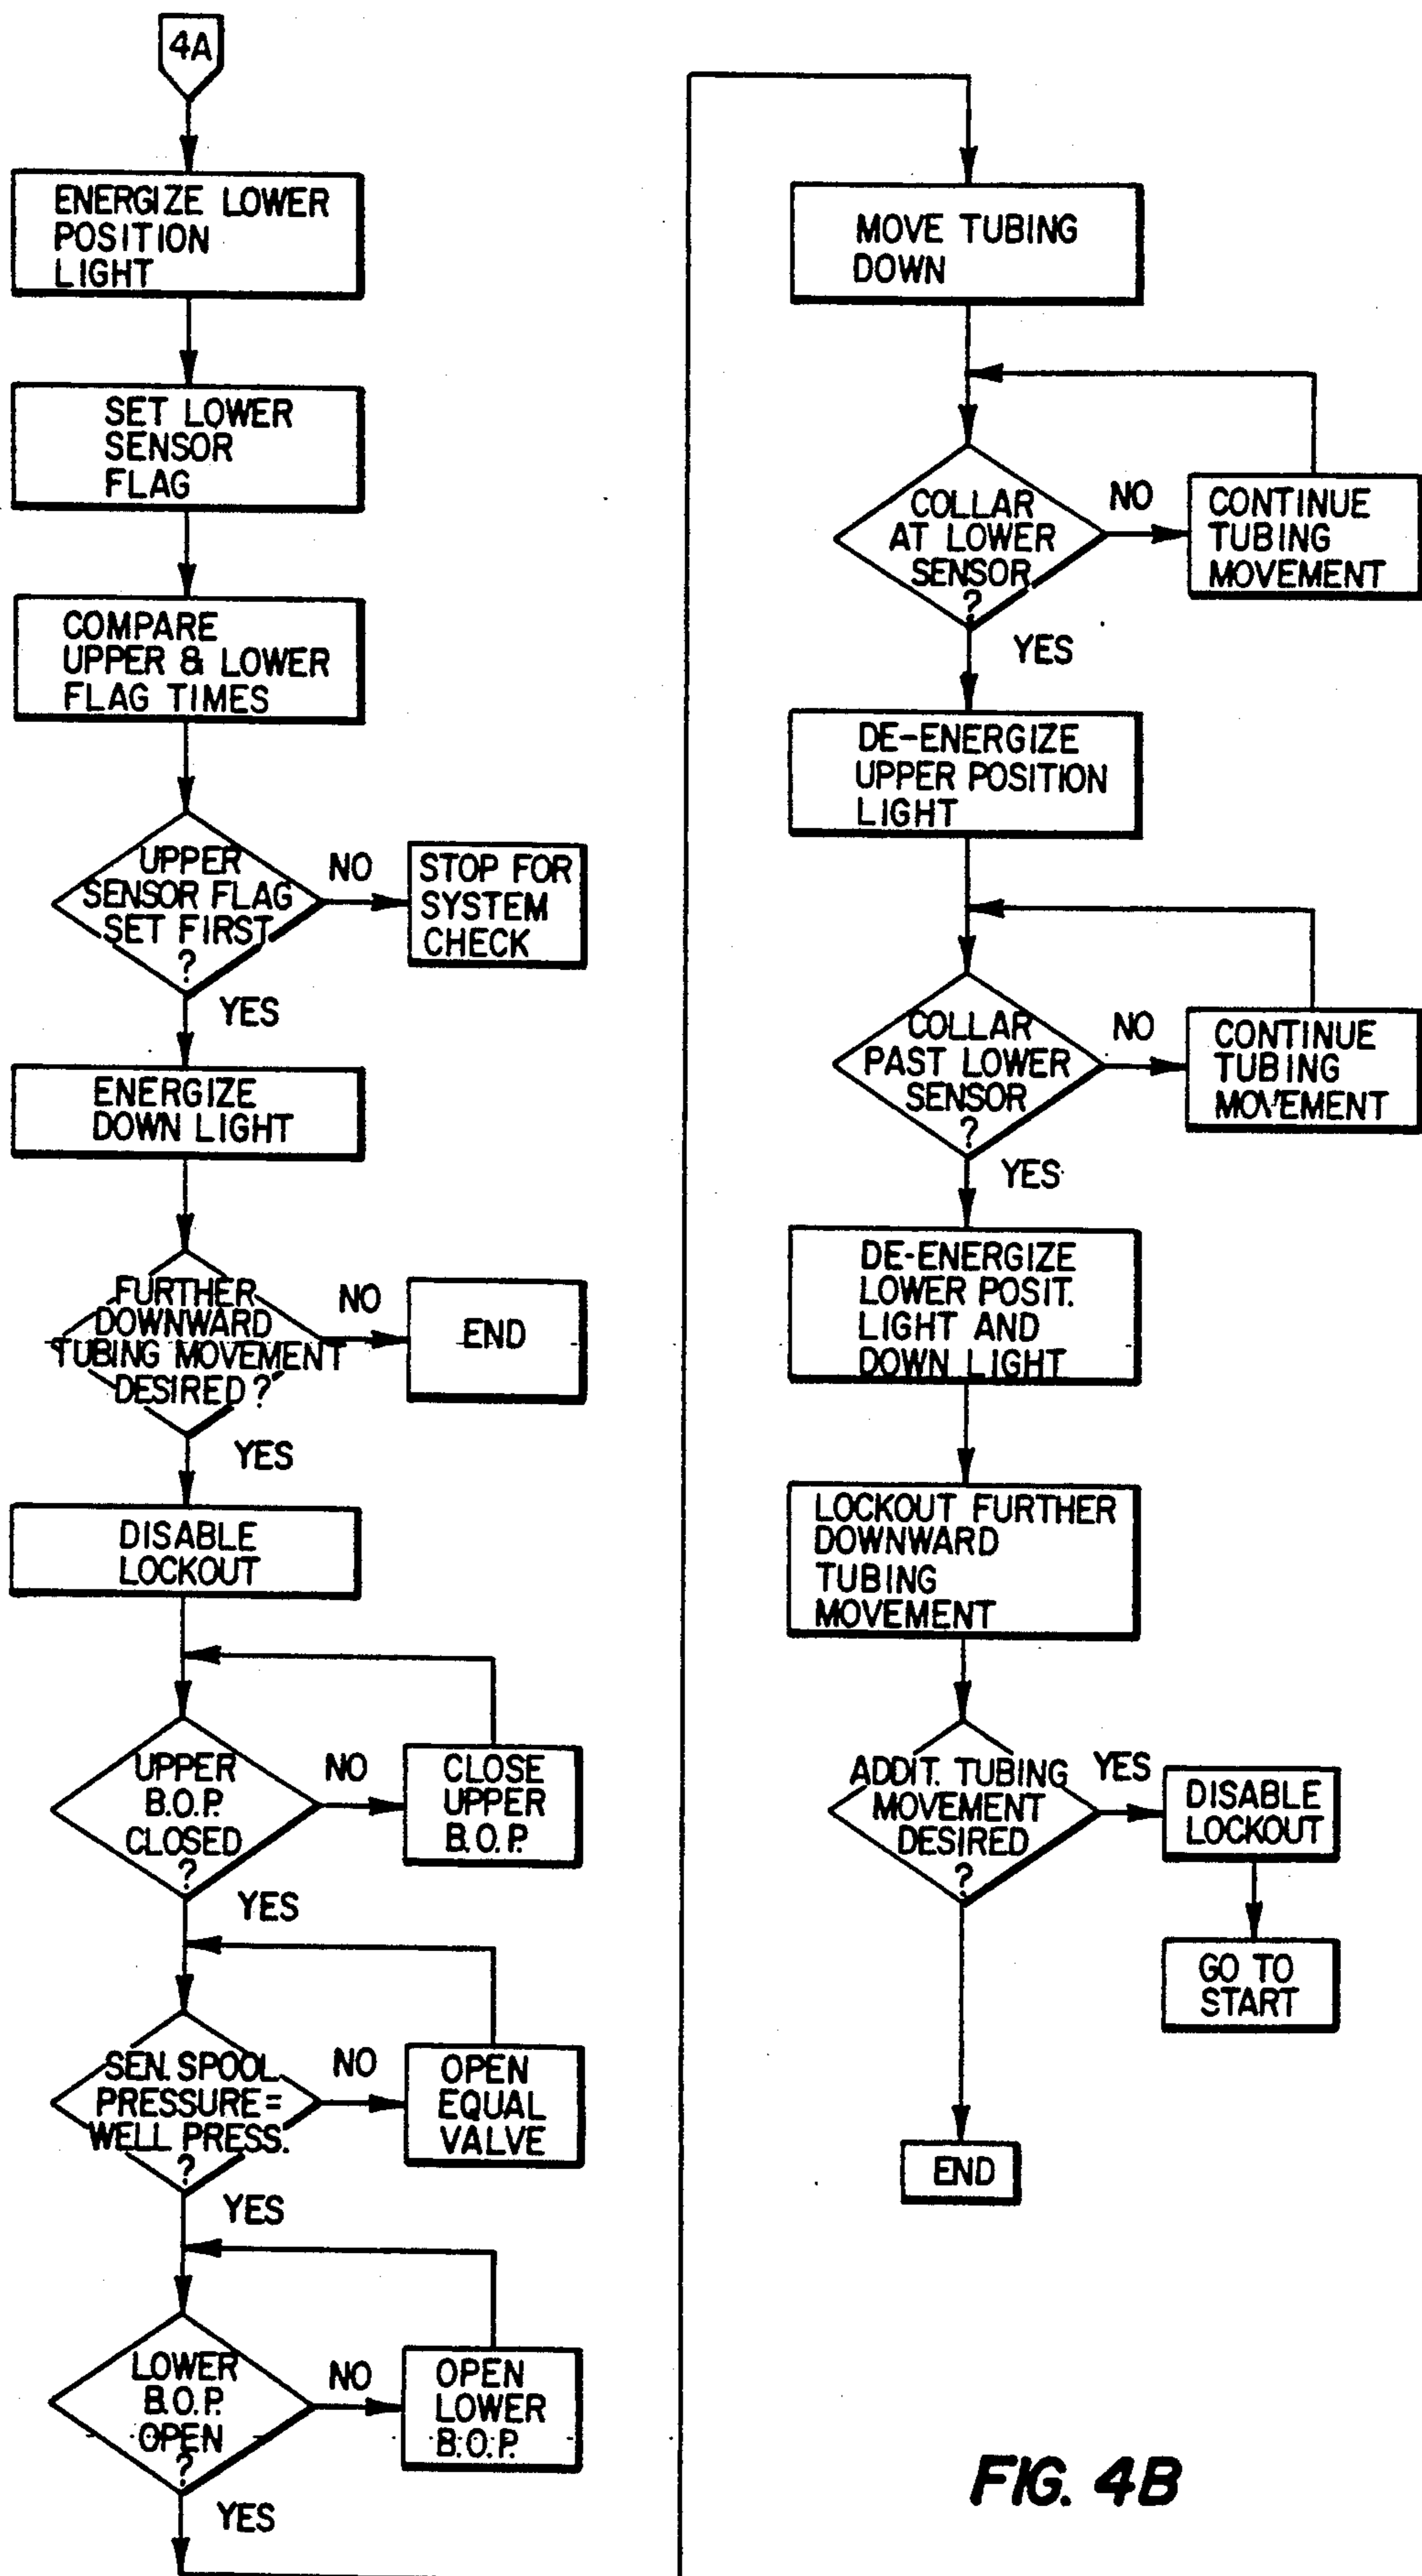 4A
ENERGIZE LOWER
POSITION
LIGHT
SET LOWER
SENSOR
FLAG
COMPARE
UPPER & LOWER
FLAG TIMES
UPPER
SENSOR FLAG
SET FIRST
?
NO
STOP FOR
SYSTEM
CHECK
YES
ENERGIZE
DOWN LIGHT
FURTHER
DOWNWARD
TUBING MOVEMENT
DESIRED?
NO
END
YES
DISABLE
LOCKOUT
UPPER
B.O.P.
CLOSED
?
NO
CLOSE
UPPER
B.O.P.
YES
SEN. SPOOL
PRESSURE=
WELL PRESS.
?
NO
OPEN
EQUAL
VALVE
YES
LOWER
B.O.P.
OPEN
?
NO
OPEN
LOWER
B.O.P.
YES
MOVE TUBING
DOWN
COLLAR
AT LOWER
SENSOR
?
NO
CONTINUE
TUBING
MOVEMENT
YES
DE-ENERGIZE
UPPER POSITION
LIGHT
COLLAR
PAST LOWER
SENSOR
?
NO
CONTINUE
TUBING
MOVEMENT
YES
DE-ENERGIZE
LOWER POSIT.
LIGHT AND
DOWN LIGHT
LOCKOUT FURTHER
DOWNWARD
TUBING
MOVEMENT
ADDIT. TUBING
MOVEMENT
DESIRED
?
YES
DISABLE
LOCKOUT
GO TO
START
END
FIG. 4B